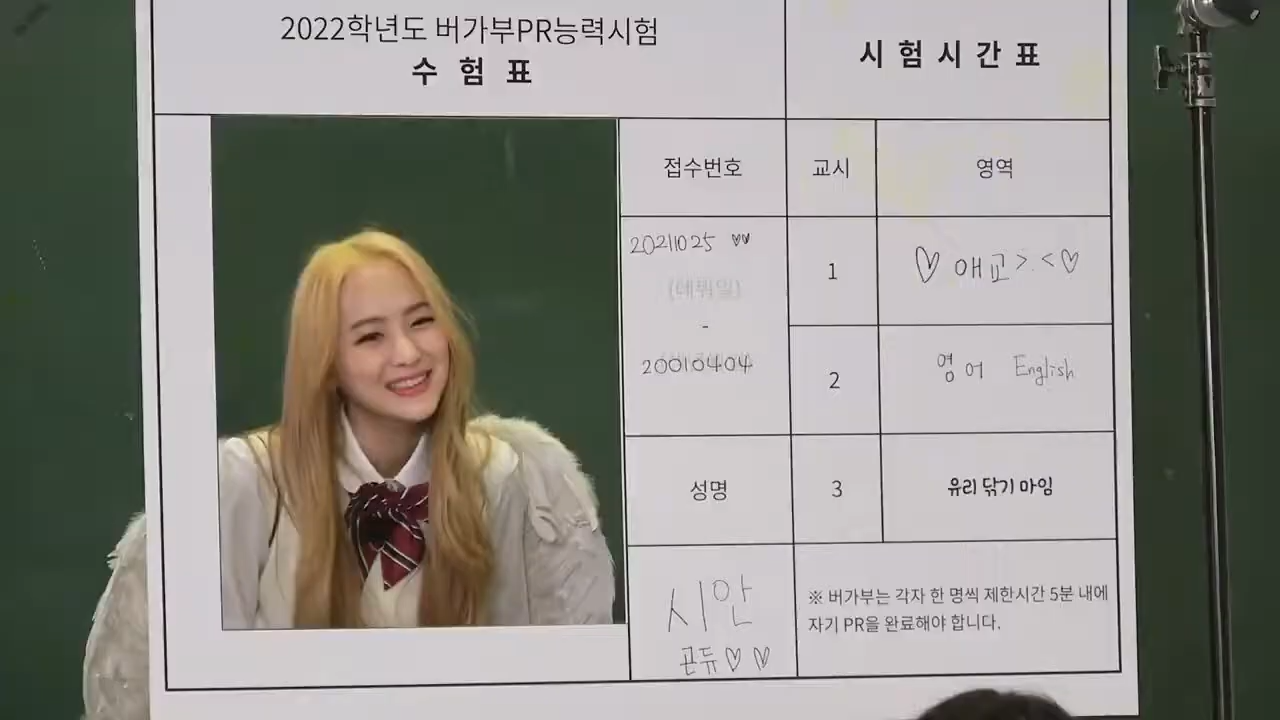 2022학년도 버가부PR능력시험
수 험 표
시 험 시 간 표
접수번호
교시
영역
20211025 ♥♥
(데뷔일)
-
20010404
1
♡ 애교 >.<♡
2
영어 English
성명
3
유리 닦기 마임
시안
곤듀♡♡
※ 버가부는 각자 한 명씩 제한시간 5분 내에
자기 PR을 완료해야 합니다.